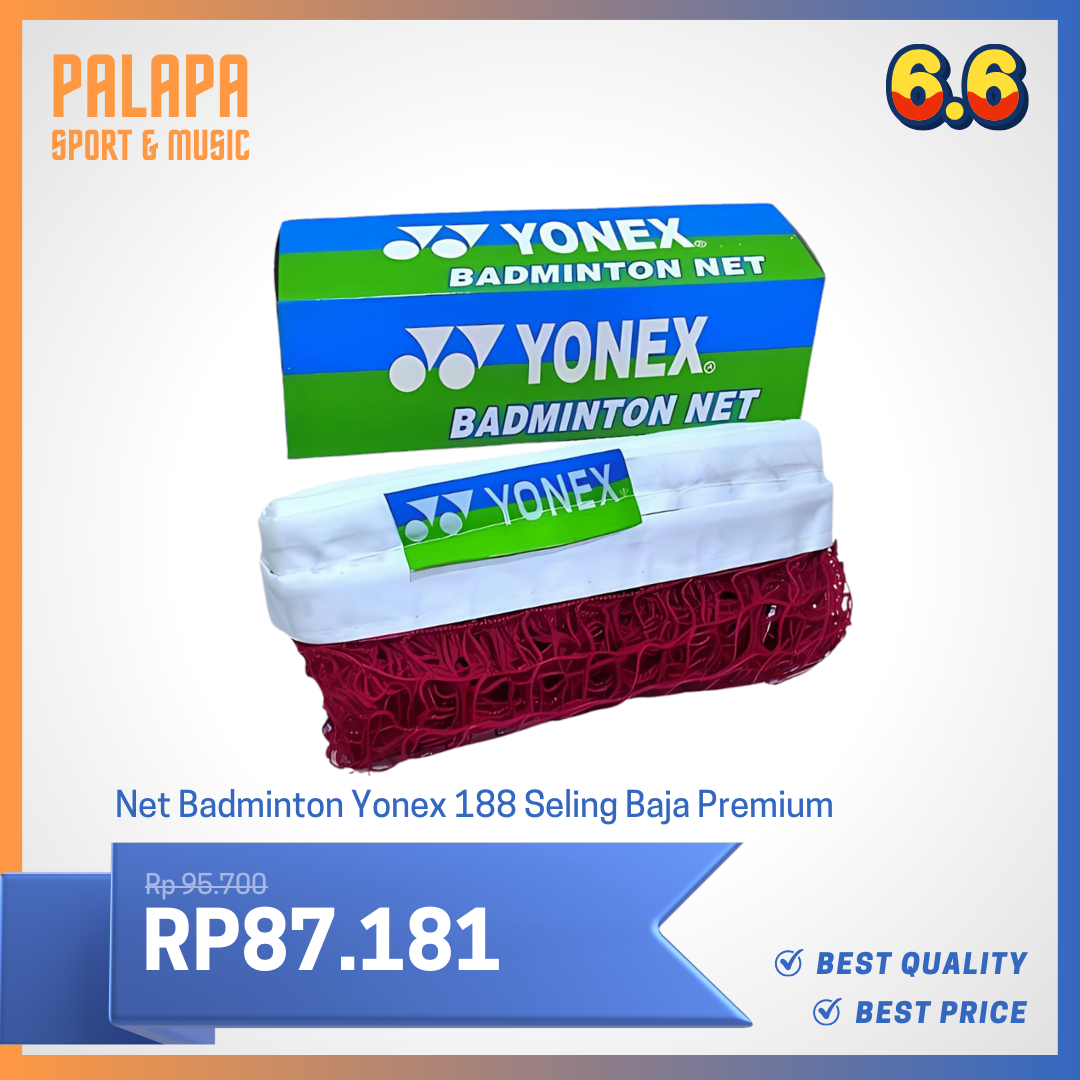 PALAPA
SPORT & MUSIC
6.6
YONEX®
BADMINTON NET
YONEX®
BADMINTON NET
YONEX
Net Badminton Yonex 188 Seling Baja Premium
Rp 95.700
RP87.181
BEST QUALITY
BEST PRICE